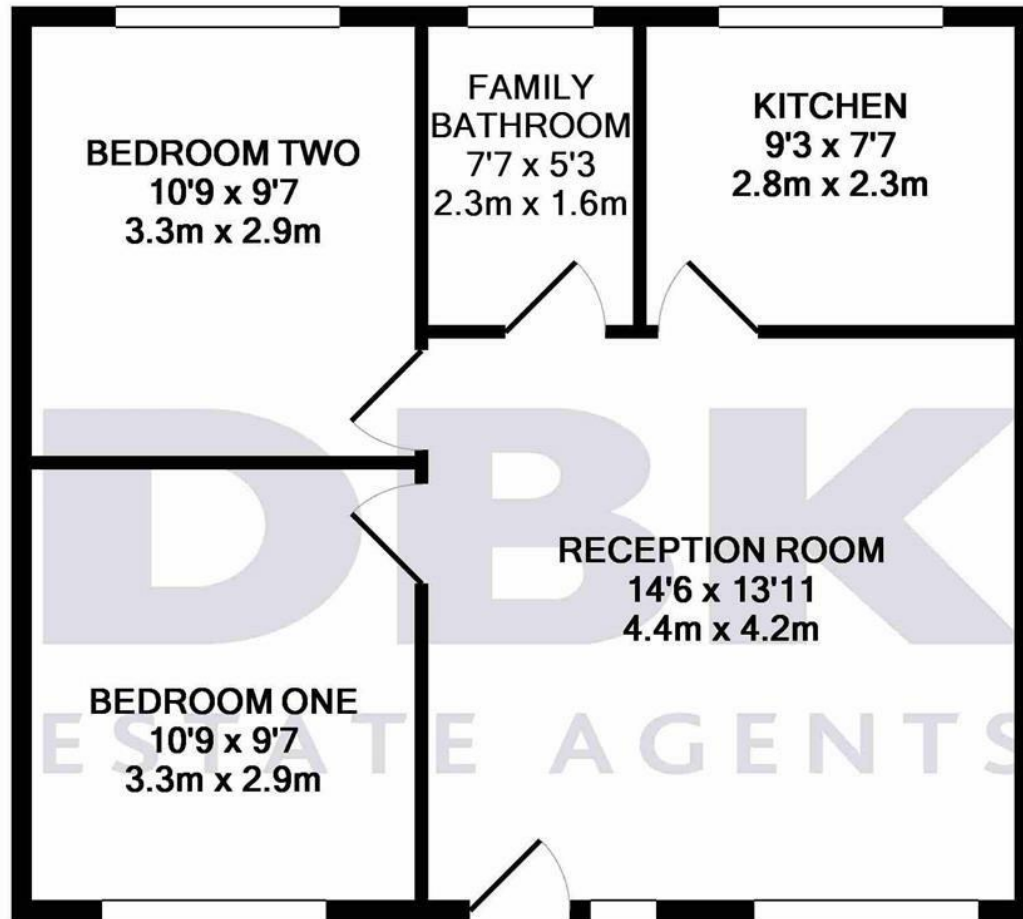 BEDROOM TWO
10'9 x 9'7
3.3m x 2.9m
FAMILY
BATHROOM
7'7 x 5'3
2.3m x 1.6m
KITCHEN
9'3 x 7'7
2.8m x 2.3m
RECEPTION ROOM
14'6 x 13'11
4.4m x 4.2m
BEDROOM ONE
10'9 x 9'7
3.3m x 2.9m
DBK
ESTATE AGENTS